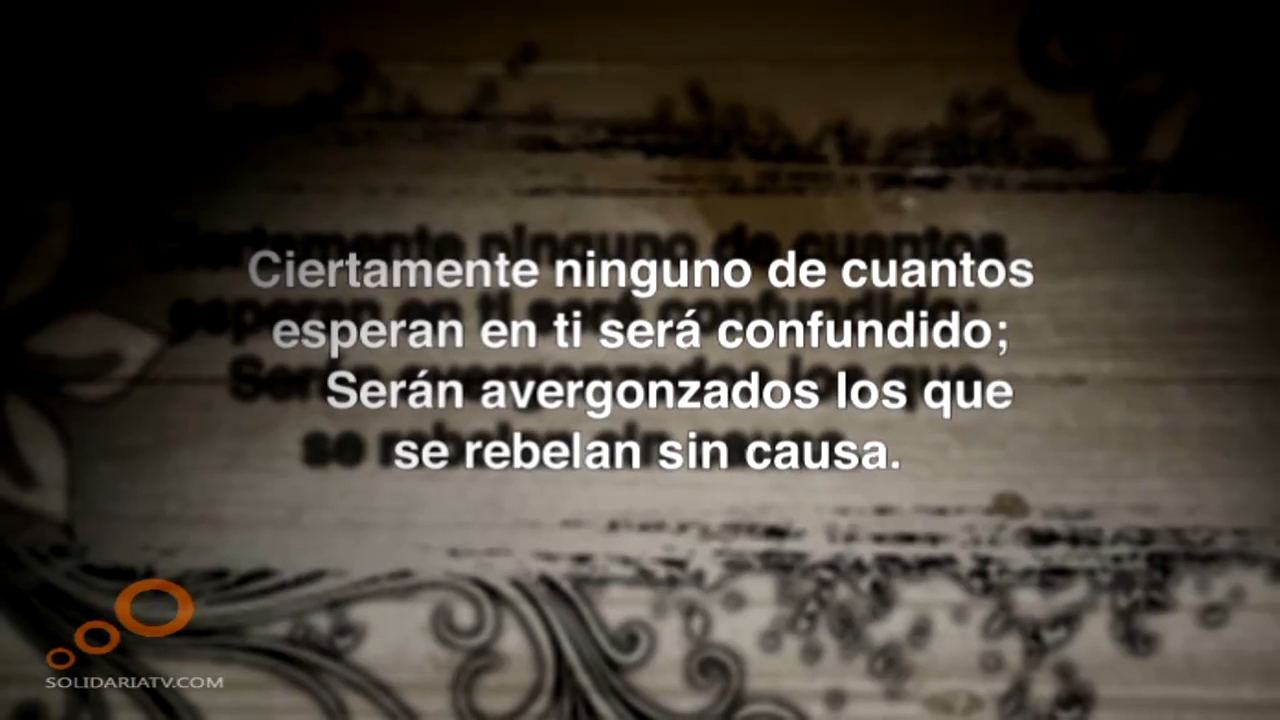 Ciertamente ninguno de cuantos
esperan en ti será confundido;
Serán avergonzados los que
se rebelan sin causa.
SOLIDARIATV.COM